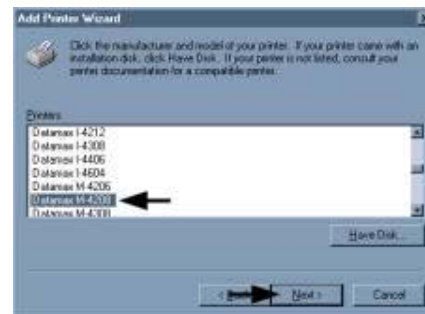 Add Printer Wizard
Click the manufacturer and model of your printer. If your printer came with an
installation disk, click Have Disk. If your printer is not listed, consult your
printer documentation for a compatible printer.
Printers
Datamax I-4212
Datamax I-4308
Datamax I-4406
Datamax I-4604
Datamax M-4206
Datamax M-4208
Datamax M-4308
Have Disk...
< Back
Next >
Cancel